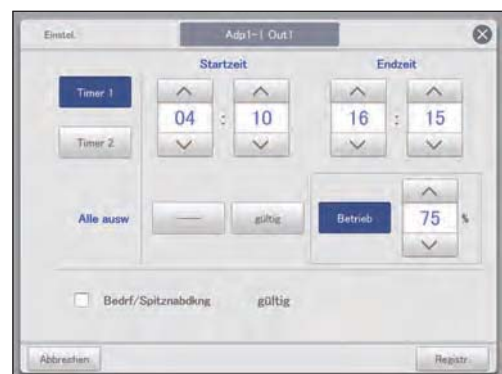 Einstel. Adp1-1 Out1
Startzeit Endzeit
Timer 1
04 : 10 16 : 15
Timer 2
Alle ausw — gültig Betrieb 75 %
Bedrf/Spitznabdkng gültig
Abbrechen Registr.